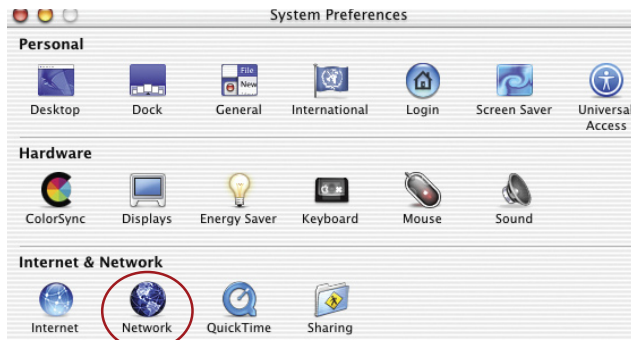 System Preferences
Personal
File
New
Desktop Dock General International Login Screen Saver Universal
Access
Hardware
ColorSync Displays Energy Saver Keyboard Mouse Sound
Internet & Network
Internet Network QuickTime Sharing